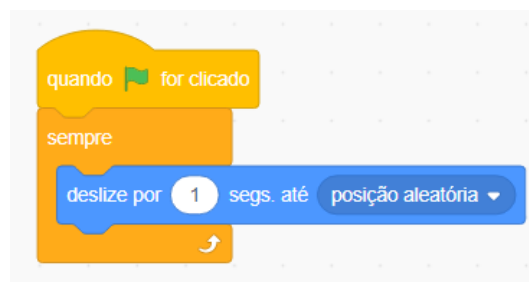 quando for clicado
sempre
deslize por 1 segs. até posição aleatória